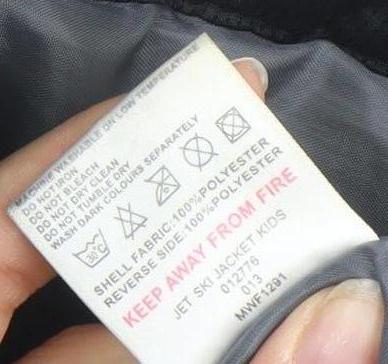 MACHINE WASHABLE ON LOW TEMPERATURE
DO NOT IRON
DO NOT BLEACH
DO NOT DRY CLEAN
DO NOT TUMBLE DRY
WASH DARK COLOURS SEPARATELY
30°C
SHELL FABRIC:100%POLYESTER
REVERSE SIDE:100%POLYESTER
KEEP AWAY FROM FIRE
JET SKI JACKET KIDS
012776
013
MWF1291